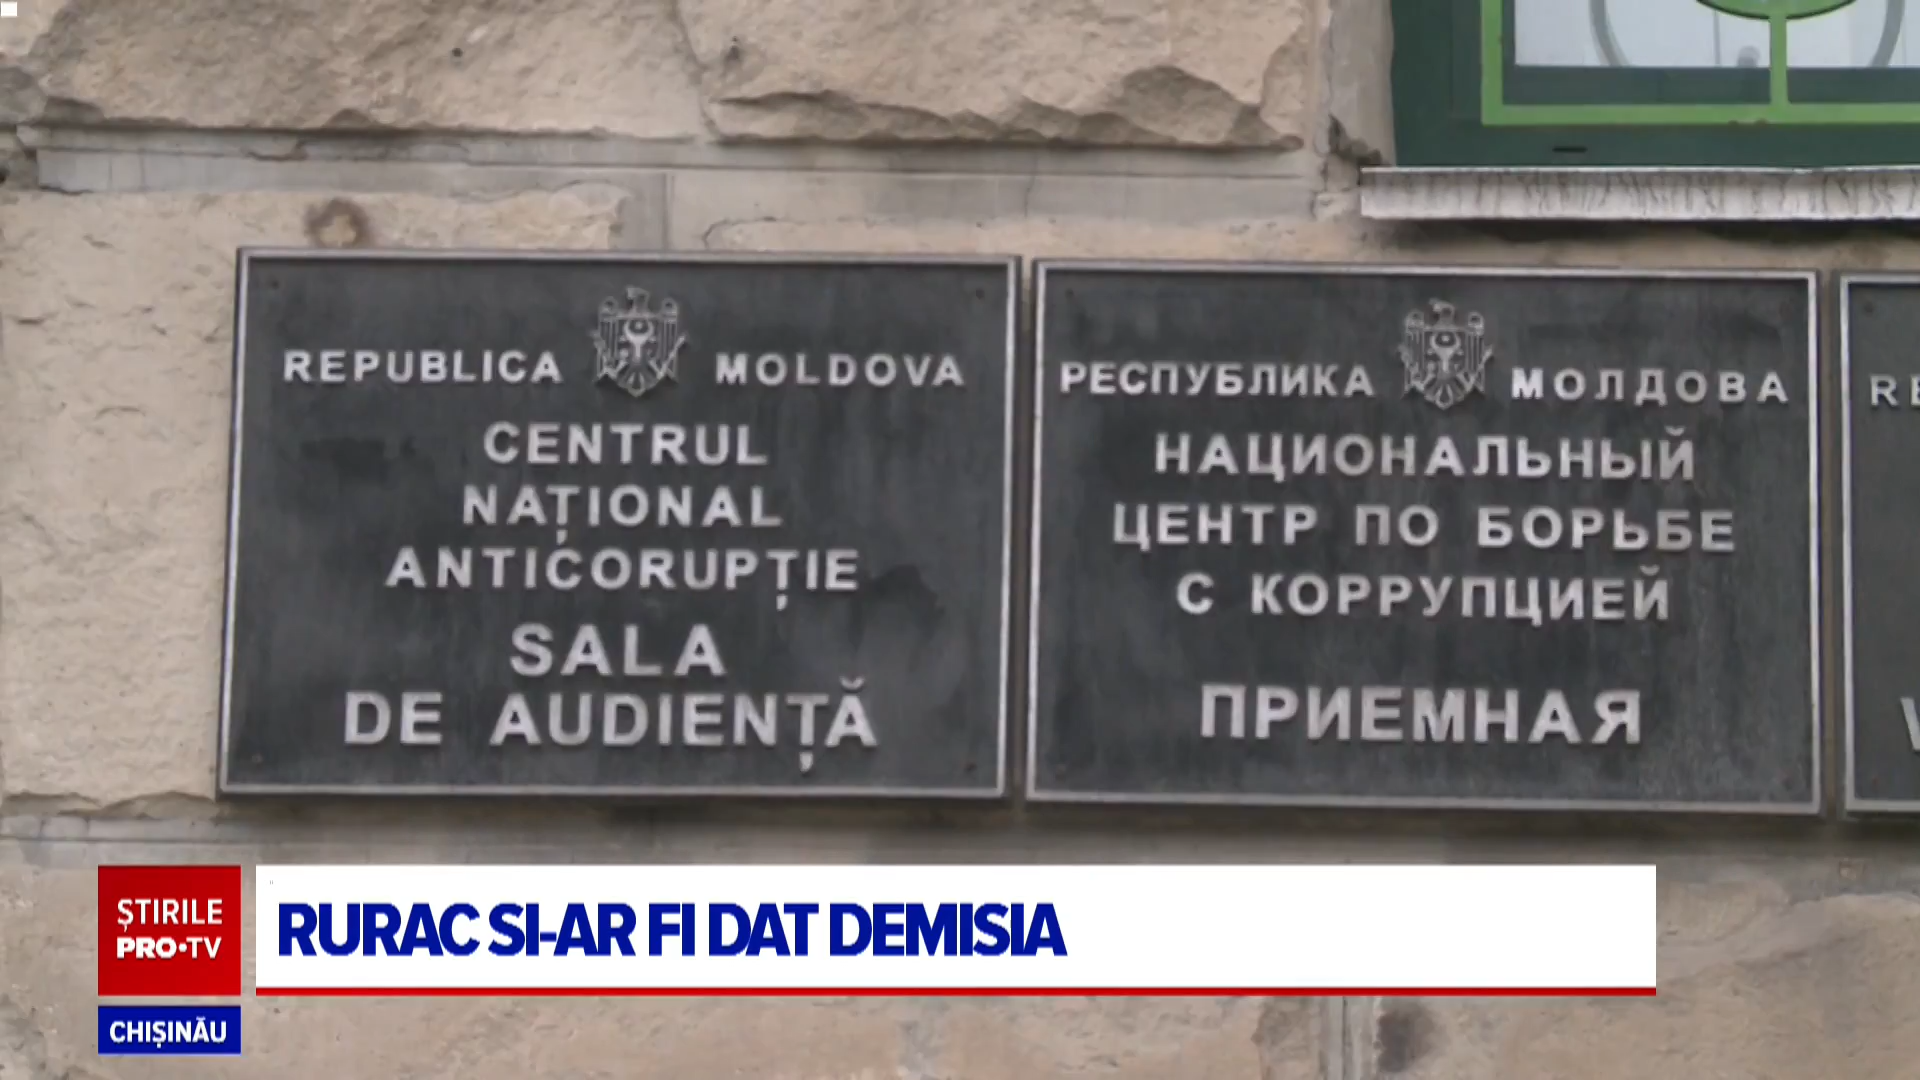 REPUBLICA MOLDOVA
CENTRUL
NAȚIONAL
ANTICORUPȚIE
SALA
DE AUDIENȚĂ
РЕСПУБЛИКА МОЛДОВА
НАЦИОНАЛЬНЫЙ
ЦЕНТР ПО БОРЬБЕ
С КОРРУПЦИЕЙ
ПРИЕМНАЯ
ȘTIRILE
PRO•TV
CHIȘINĂU
RURAC SI-AR FI DAT DEMISIA